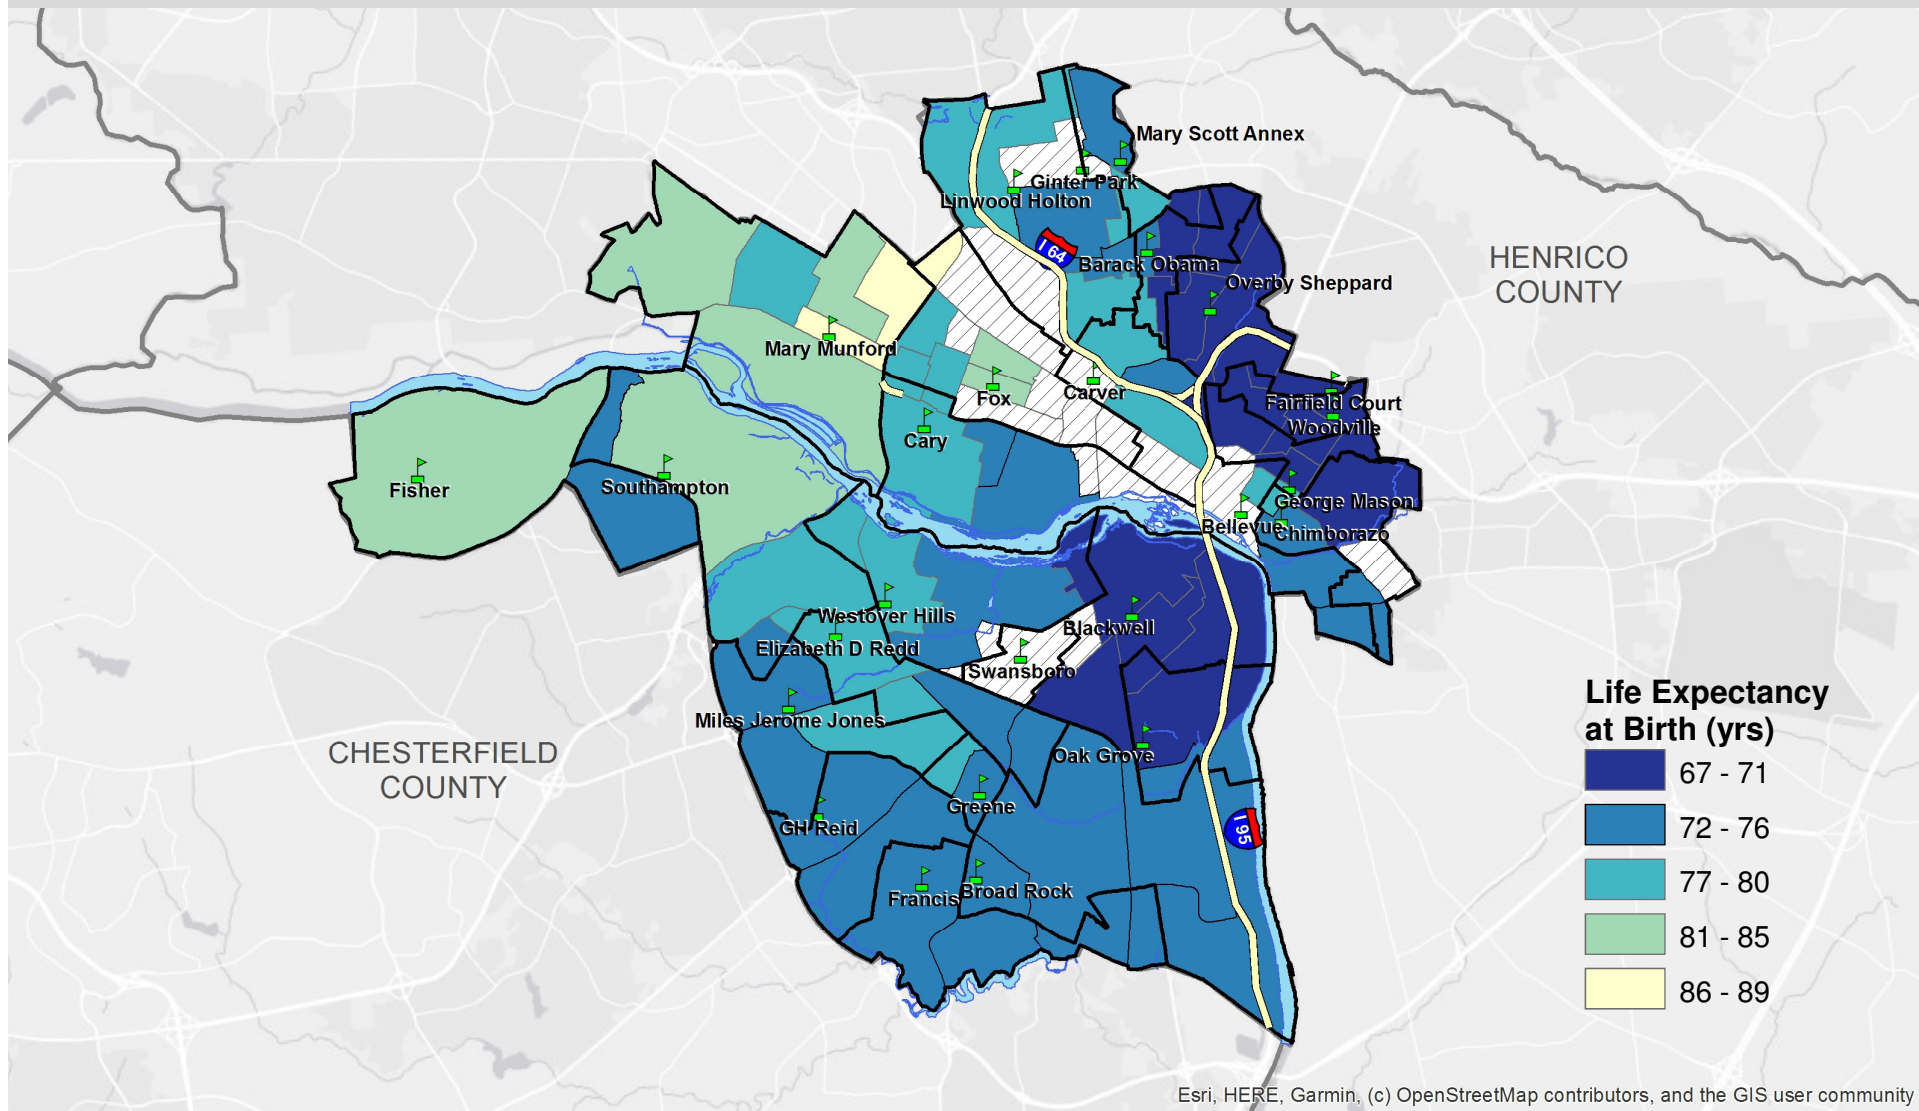 Mary Scott Annex
Ginter Park
Linwood Holton
I 64
Barack Obama
HENRICO
COUNTY
Overby Sheppard
Mary Munford
Fox
Carver
Fairfield Court
Woodville
Cary
Fisher
Southampton
George Mason
Bellevue
Chimborazo
Westover Hills
Blackwell
Elizabeth D Redd
Swansboro
Miles Jerome Jones
CHESTERFIELD
COUNTY
Oak Grove
Greene
GH Reid
I 95
Francis
Broad Rock
Life Expectancy
at Birth (yrs)
67 - 71
72 - 76
77 - 80
81 - 85
86 - 89
Esri, HERE, Garmin, (c) OpenStreetMap contributors, and the GIS user community